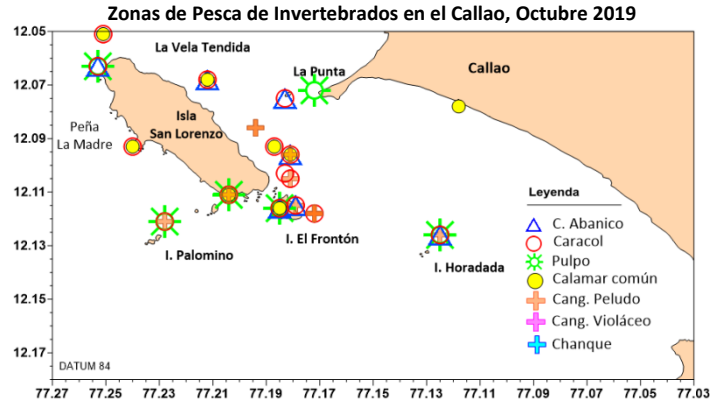 Zonas de Pesca de Invertebrados en el Callao, Octubre 2019
12.05
12.07
12.09
12.11
12.13
12.15
12.17
La Vela Tendida
La Punta
Callao
Isla
San Lorenzo
Peña
La Madre
I. El Frontón
I. Palomino
I. Horadada
Leyenda
C. Abanico
Caracol
Pulpo
Calamar común
Cang. Peludo
Cang. Violáceo
Chanque
DATUM 84
77.27 77.25 77.23 77.21 77.19 77.17 77.15 77.13 77.11 77.09 77.07 77.05 77.03